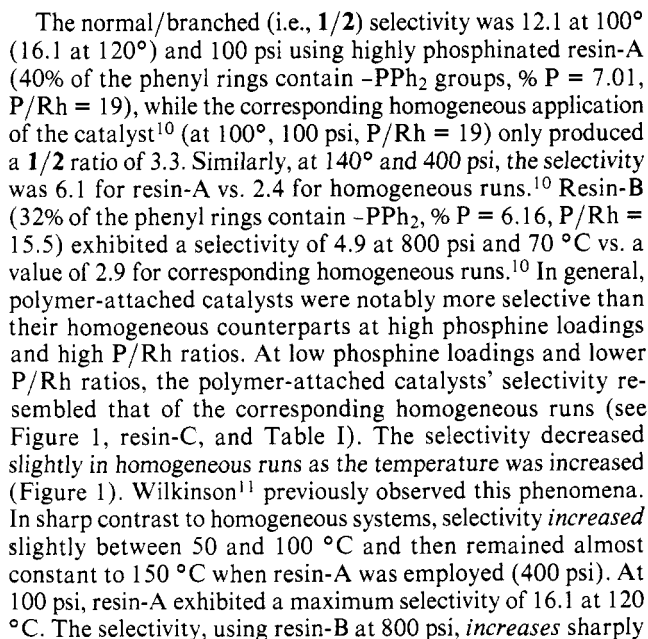 The normal/branched (i.e., 1/2) selectivity was 12.1 at 100°
(16.1 at 120°) and 100 psi using highly phosphinated resin-A
(40% of the phenyl rings contain –PPh₂ groups, % P = 7.01,
P/Rh = 19), while the corresponding homogeneous application
of the catalyst¹⁰ (at 100°, 100 psi, P/Rh = 19) only produced
a 1/2 ratio of 3.3. Similarly, at 140° and 400 psi, the selectivity
was 6.1 for resin-A vs. 2.4 for homogeneous runs.¹⁰ Resin-B
(32% of the phenyl rings contain –PPh₂, % P = 6.16, P/Rh =
15.5) exhibited a selectivity of 4.9 at 800 psi and 70 °C vs. a
value of 2.9 for corresponding homogeneous runs.¹⁰ In general,
polymer-attached catalysts were notably more selective than
their homogeneous counterparts at high phosphine loadings
and high P/Rh ratios. At low phosphine loadings and lower
P/Rh ratios, the polymer-attached catalysts' selectivity re-
sembled that of the corresponding homogeneous runs (see
Figure 1, resin-C, and Table I). The selectivity decreased
slightly in homogeneous runs as the temperature was increased
(Figure 1). Wilkinson¹¹ previously observed this phenomena.
In sharp contrast to homogeneous systems, selectivity increased
slightly between 50 and 100 °C and then remained almost
constant to 150 °C when resin-A was employed (400 psi). At
100 psi, resin-A exhibited a maximum selectivity of 16.1 at 120
°C. The selectivity, using resin-B at 800 psi, increases sharply